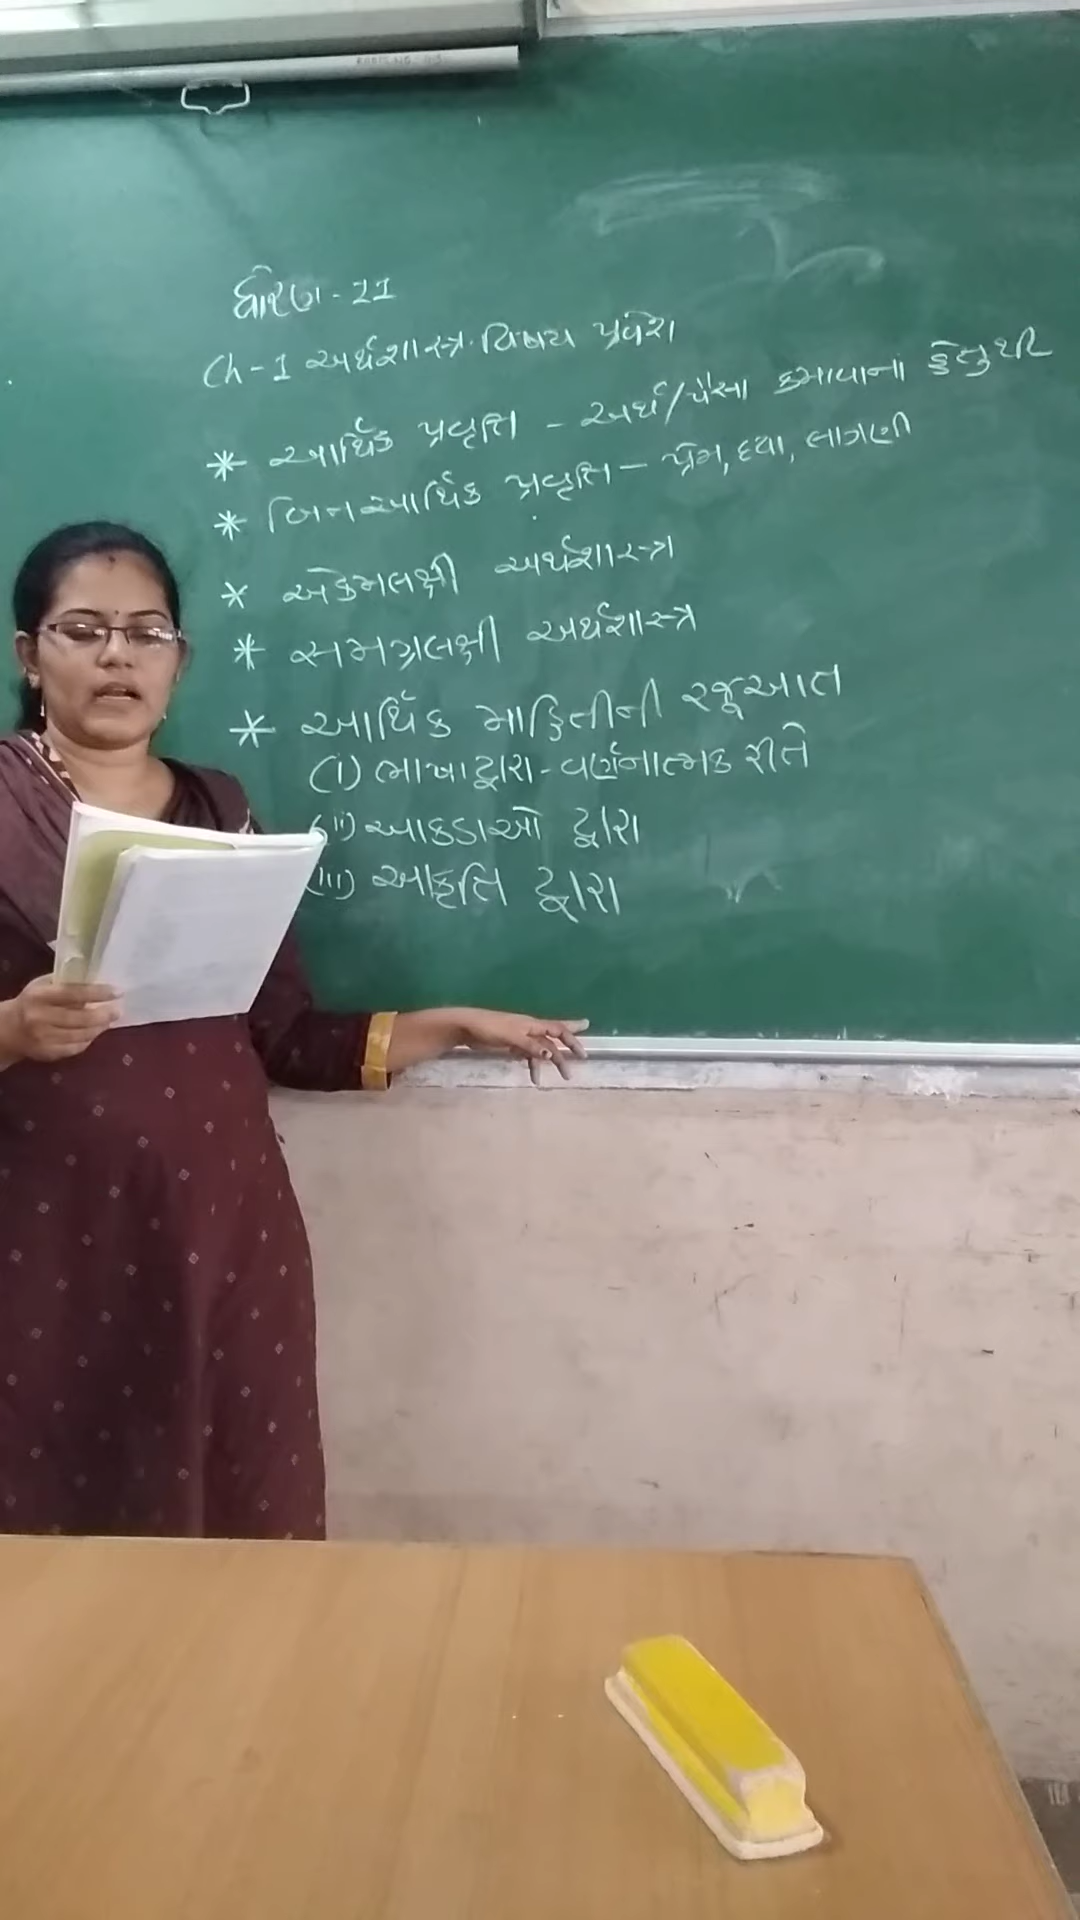 ધોરણ - 11
Ch-1 અર્થશાસ્ત્ર. વિષય પ્રવેશ
* આર્થિક પ્રવૃત્તિ - અર્થ/પૈસા કમાવાના હેતુથી
* બિનઆર્થિક પ્રવૃત્તિ - પ્રેમ, દયા, લાગણી
* એકમલક્ષી અર્થશાસ્ત્ર
* સમગ્રલક્ષી અર્થશાસ્ત્ર
* આર્થિક માહિતીની રજૂઆત
(i) ભાષા દ્વારા - વર્ણનાત્મક રીતે
(ii) આકડાઓ દ્વારા
(iii) આકૃતિ દ્વારા